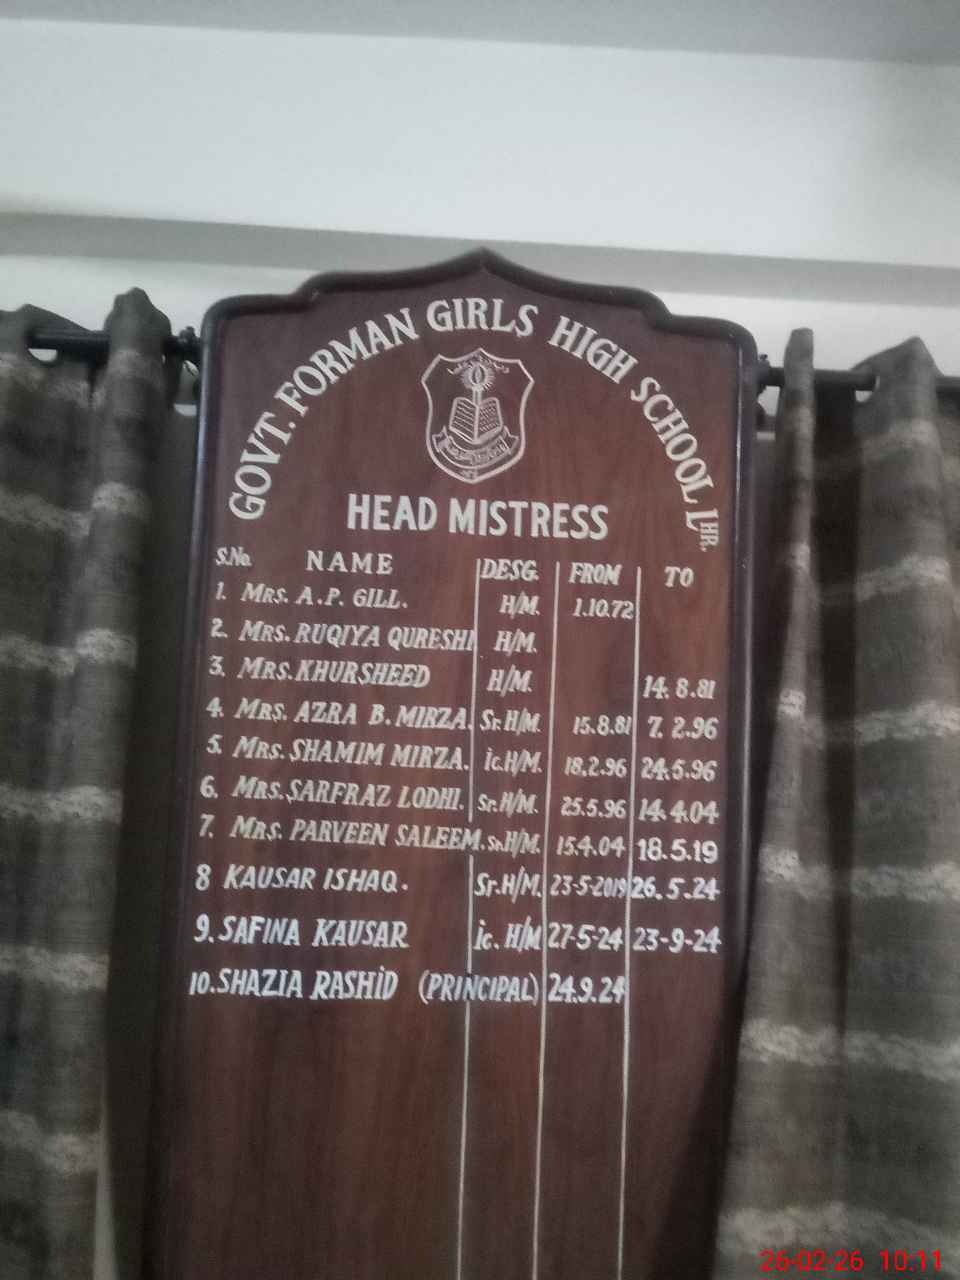 GOVT. FORMAN GIRLS HIGH SCHOOL LHR.
HEAD MISTRESS
S.No. NAME DESG. FROM TO
1. MRS. A.P. GILL. H/M. 1.10.72
2. MRS. RUQIYA QURESHI H/M.
3. MRS. KHURSHEED H/M. 14.8.81
4. MRS. AZRA B. MIRZA. Sr.H/M. 15.8.81 7.2.96
5. MRS. SHAMIM MIRZA. ic.H/M. 18.2.96 24.5.96
6. MRS. SARFRAZ LODHI. Sr.H/M. 25.5.96 14.4.04
7. MRS. PARVEEN SALEEM. Sr.H/M. 15.4.04 18.5.19
8 KAUSAR ISHAQ. Sr.H/M. 23-5-2019 26.5.24
9. SAFINA KAUSAR ic. H/M 27-5-24 23-9-24
10. SHAZIA RASHID (PRINCIPAL) 24.9.24
26-02-26 10:11